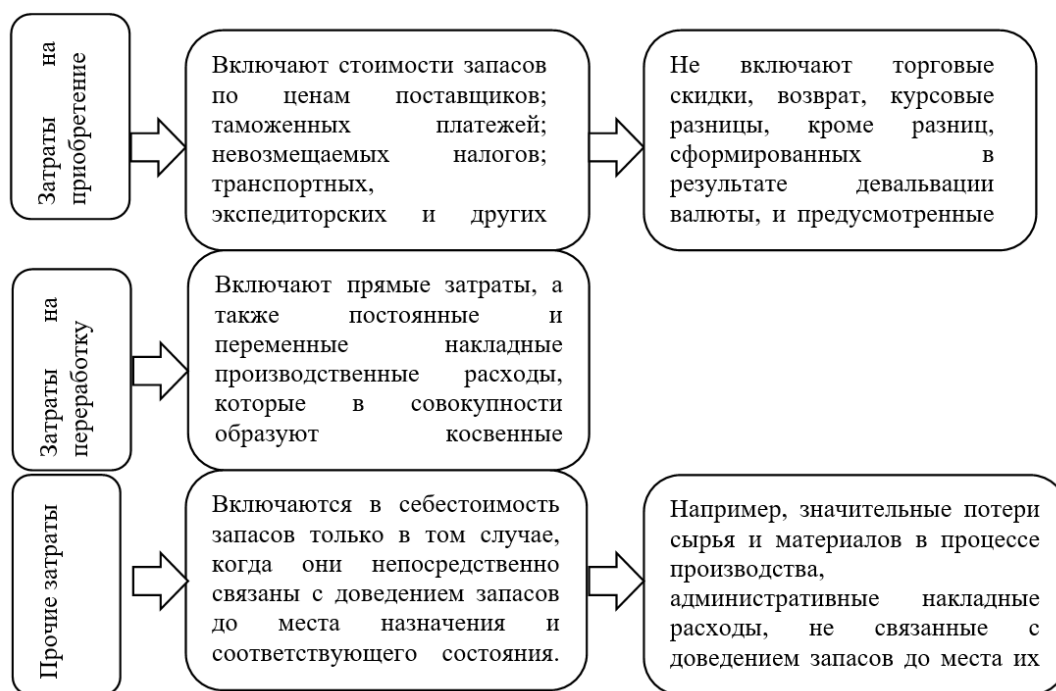 Затраты на
приобретение
Включают стоимости запасов
по ценам поставщиков;
таможенных платежей;
невозмещаемых налогов;
транспортных,
экспедиторских и других
Не включают торговые
скидки, возврат, курсовые
разницы, кроме разниц,
сформированных в
результате девальвации
валюты, и предусмотренные
Затраты на
переработку
Включают прямые затраты, а
также постоянные и
переменные накладные
производственные расходы,
которые в совокупности
образуют косвенные
Прочие затраты
Включаются в себестоимость
запасов только в том случае,
когда они непосредственно
связаны с доведением запасов
до места назначения и
соответствующего состояния.
Например, значительные потери
сырья и материалов в процессе
производства,
административные накладные
расходы, не связанные с
доведением запасов до места их